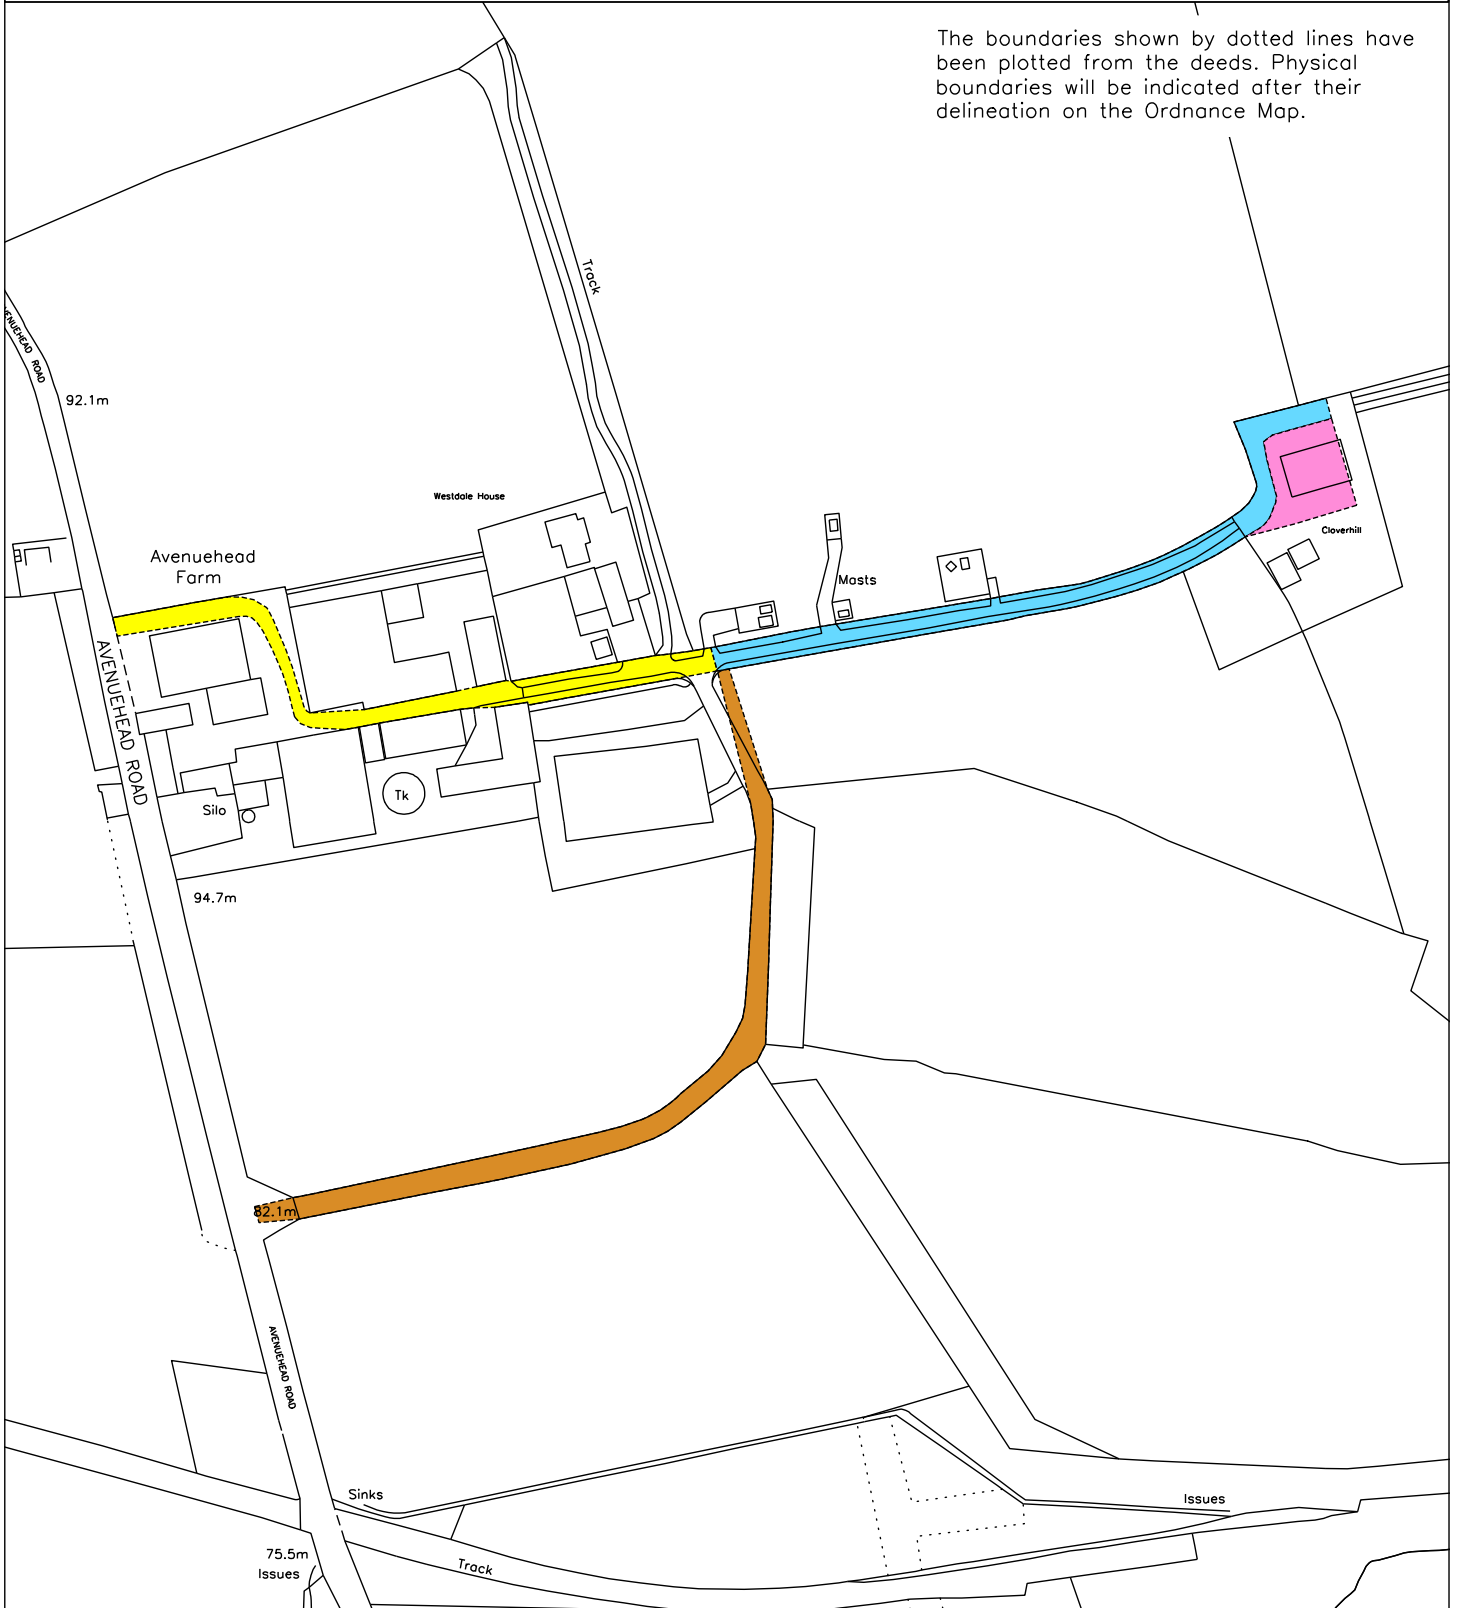 The boundaries shown by dotted lines have
been plotted from the deeds. Physical
boundaries will be indicated after their
delineation on the Ordnance Map.
Track
AVENUEHEAD ROAD
92.1m
Westdale House
Avenuehead
Farm
Cloverhill
Masts
AVENUEHEAD ROAD
Tk
Silo
94.7m
82.1m
AVENUEHEAD ROAD
Sinks
Issues
75.5m
Issues
Track